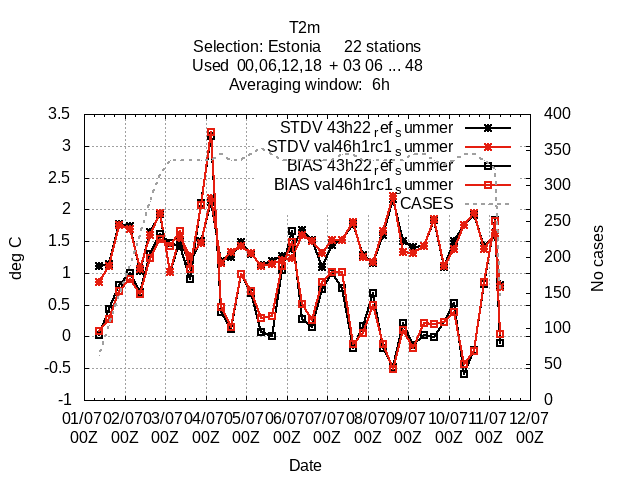 T2m
Selection: Estonia 22 stations
Used 00,06,12,18 + 03 06 ... 48
Averaging window: 6h
STDV 43h22refsummer
STDV val46h1rc1summer
BIAS 43h22refsummer
BIAS val46h1rc1summer
CASES
deg C
3.5
3
2.5
2
1.5
1
0.5
0
-0.5
-1
No cases
400
350
300
250
200
150
100
50
0
01/07 02/07 03/07 04/07 05/07 06/07 07/07 08/07 09/07 10/07 11/07 12/07
00Z 00Z 00Z 00Z 00Z 00Z 00Z 00Z 00Z 00Z 00Z 00Z
Date